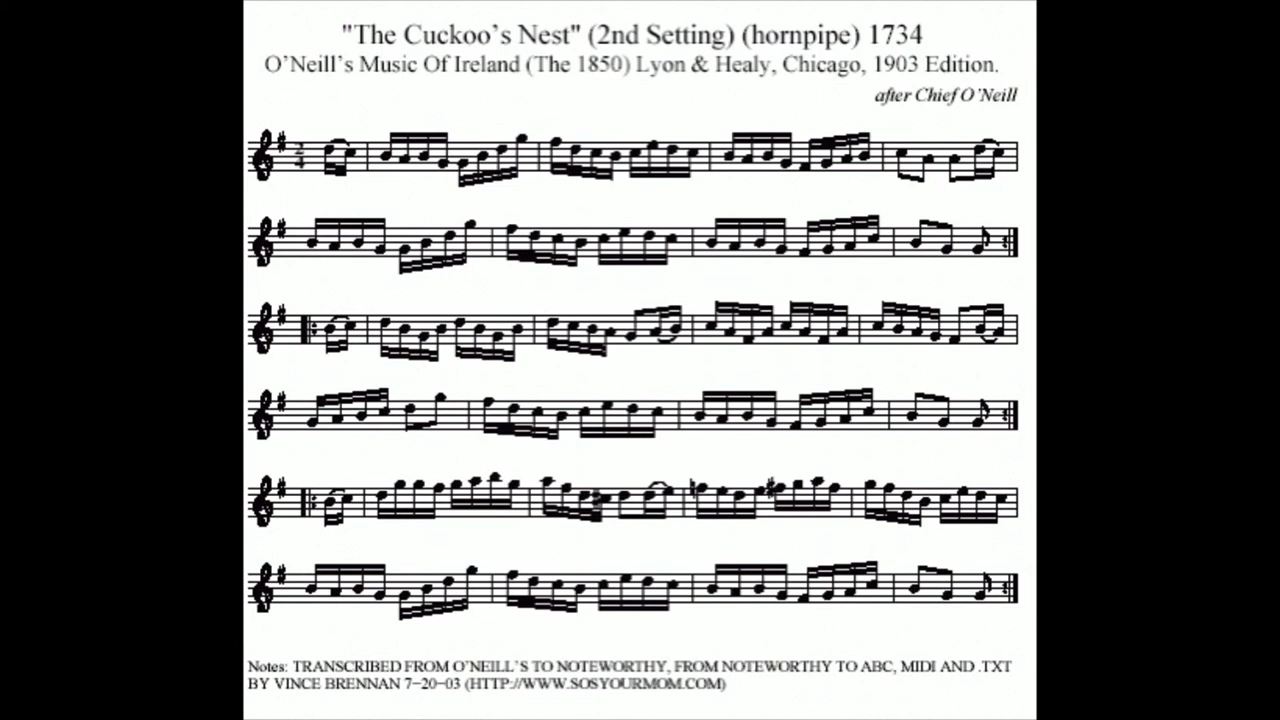 "The Cuckoo's Nest" (2nd Setting) (hornpipe) 1734
O'Neill's Music Of Ireland (The 1850) Lyon & Healy, Chicago, 1903 Edition.
after Chief O'Neill
2
4
Notes: TRANSCRIBED FROM O'NEILL'S TO NOTEWORTHY, FROM NOTEWORTHY TO ABC, MIDI AND .TXT
BY VINCE BRENNAN 7-20-03 (HTTP://WWW.SOSYOURMOM.COM)